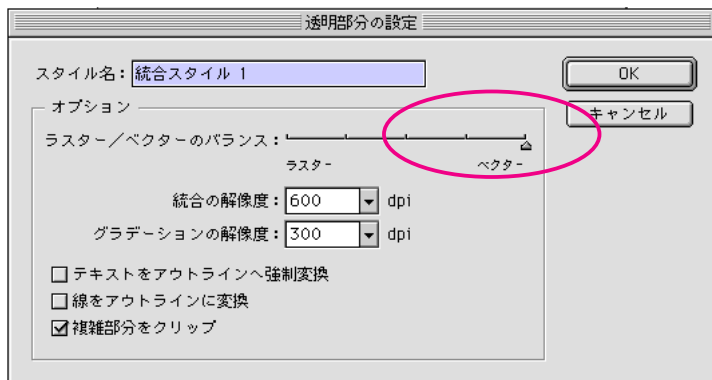 透明部分の設定
スタイル名：統合スタイル 1
OK
キャンセル
オプション
ラスター／ベクターのバランス：
ラスター ベクター
統合の解像度：600 dpi
グラデーションの解像度：300 dpi
テキストをアウトラインへ強制変換
線をアウトラインに変換
複雑部分をクリップ